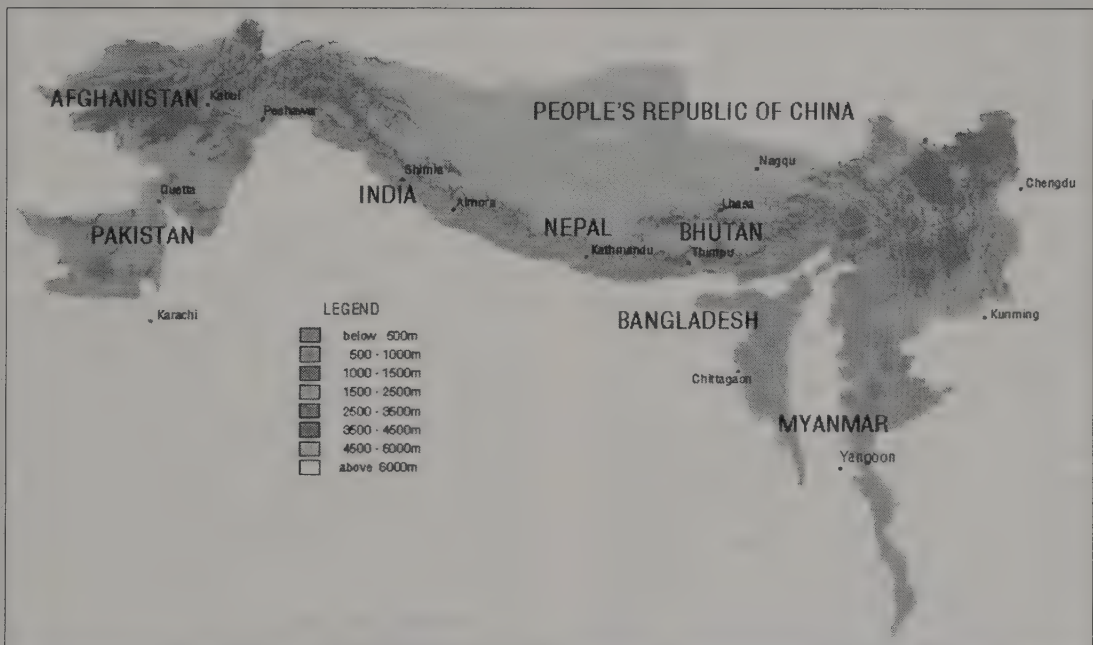 AFGHANISTAN
Kabul
Peshawar
PEOPLE'S REPUBLIC OF CHINA
Nagqu
Chengdu
Shimla
INDIA
Almora
Quetta
PAKISTAN
Lhasa
NEPAL
BHUTAN
Kathmandu
Thimpu
Karachi
LEGEND
below 500m
500 - 1000m
1000 - 1500m
1500 - 2500m
2500 - 3500m
3500 - 4500m
4500 - 6000m
above 6000m
BANGLADESH
Kunming
Chittagaon
MYANMAR
Yangoon